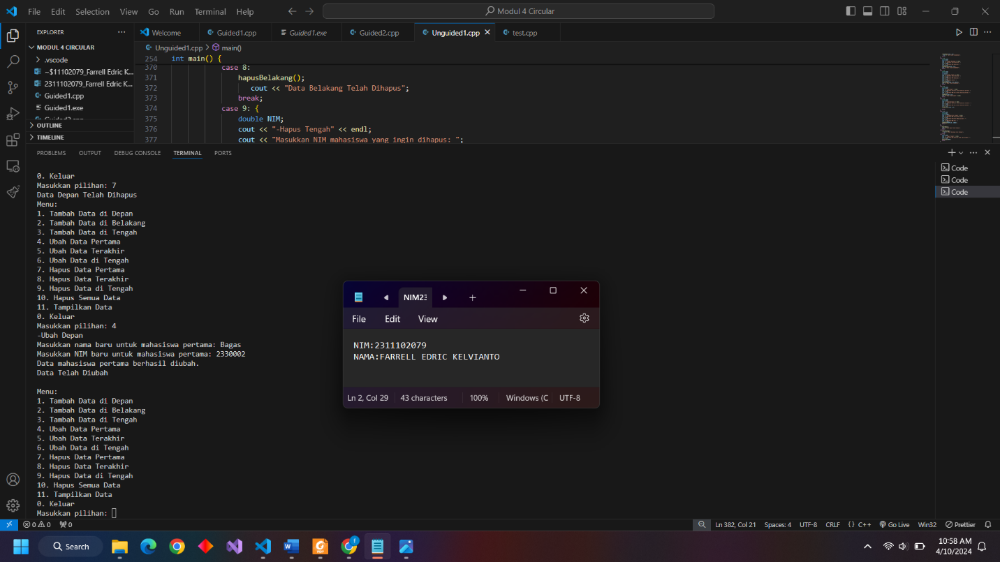 File Edit Selection View Go Run Terminal Help
Modul 4 Circular
EXPLORER
Welcome
Guided1.cpp
Guided1.exe
Guided2.cpp
Unguided1.cpp
test.cpp
MODUL 4 CIRCULAR
.vscode
~$11102079_Farrell Edric K...
2311102079_Farrell Edric K...
Guided1.cpp
Guided1.exe
OUTLINE
TIMELINE
Unguided1.cpp > main()
254 int main() {
370 case 8:
371 hapusBelakang();
372 cout << "Data Belakang Telah Dihapus";
373 break;
374 case 9: {
375 double NIM;
376 cout << "-Hapus Tengah" << endl;
377 cout << "Masukkan NIM mahasiswa yang ingin dihapus: ";
PROBLEMS OUTPUT DEBUG CONSOLE TERMINAL PORTS
Code
Code
Code
0. Keluar
Masukkan pilihan: 7
Data Depan Telah Dihapus
Menu:
1. Tambah Data di Depan
2. Tambah Data di Belakang
3. Tambah Data di Tengah
4. Ubah Data Pertama
5. Ubah Data Terakhir
6. Ubah Data di Tengah
7. Hapus Data Pertama
8. Hapus Data Terakhir
9. Hapus Data di Tengah
10. Hapus Semua Data
11. Tampilkan Data
0. Keluar
Masukkan pilihan: 4
-Ubah Depan
Masukkan nama baru untuk mahasiswa pertama: Bagas
Masukkan NIM baru untuk mahasiswa pertama: 2330002
Data mahasiswa pertama berhasil diubah.
Data Telah Diubah
Menu:
1. Tambah Data di Depan
2. Tambah Data di Belakang
3. Tambah Data di Tengah
4. Ubah Data Pertama
5. Ubah Data Terakhir
6. Ubah Data di Tengah
7. Hapus Data Pertama
8. Hapus Data Terakhir
9. Hapus Data di Tengah
10. Hapus Semua Data
11. Tampilkan Data
0. Keluar
Masukkan pilihan:
NIM23
File Edit View
NIM:2311102079
NAMA:FARRELL EDRIC KELVIANTO
Ln 2, Col 29 43 characters 100% Windows (C UTF-8
0 0 0
Ln 382, Col 21 Spaces: 4 UTF-8 CRLF {} C++ Go Live Win32 Prettier
Search
10:58 AM
4/10/2024